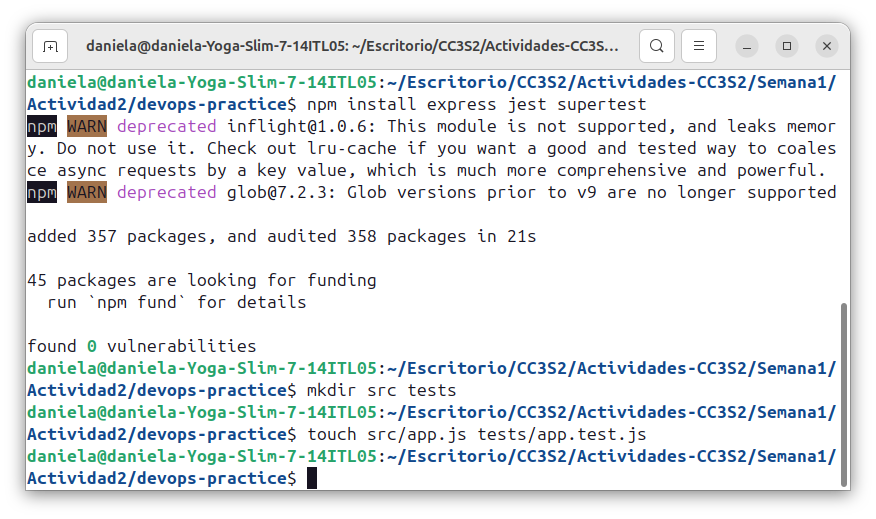 daniela@daniela-Yoga-Slim-7-14ITL05: ~/Escritorio/CC3S2/Actividades-CC3S...
daniela@daniela-Yoga-Slim-7-14ITL05:~/Escritorio/CC3S2/Actividades-CC3S2/Semana1/
Actividad2/devops-practice$ npm install express jest supertest
npm WARN deprecated inflight@1.0.6: This module is not supported, and leaks memor
y. Do not use it. Check out lru-cache if you want a good and tested way to coales
ce async requests by a key value, which is much more comprehensive and powerful.
npm WARN deprecated glob@7.2.3: Glob versions prior to v9 are no longer supported
added 357 packages, and audited 358 packages in 21s
45 packages are looking for funding
  run `npm fund` for details
found 0 vulnerabilities
daniela@daniela-Yoga-Slim-7-14ITL05:~/Escritorio/CC3S2/Actividades-CC3S2/Semana1/
Actividad2/devops-practice$ mkdir src tests
daniela@daniela-Yoga-Slim-7-14ITL05:~/Escritorio/CC3S2/Actividades-CC3S2/Semana1/
Actividad2/devops-practice$ touch src/app.js tests/app.test.js
daniela@daniela-Yoga-Slim-7-14ITL05:~/Escritorio/CC3S2/Actividades-CC3S2/Semana1/
Actividad2/devops-practice$